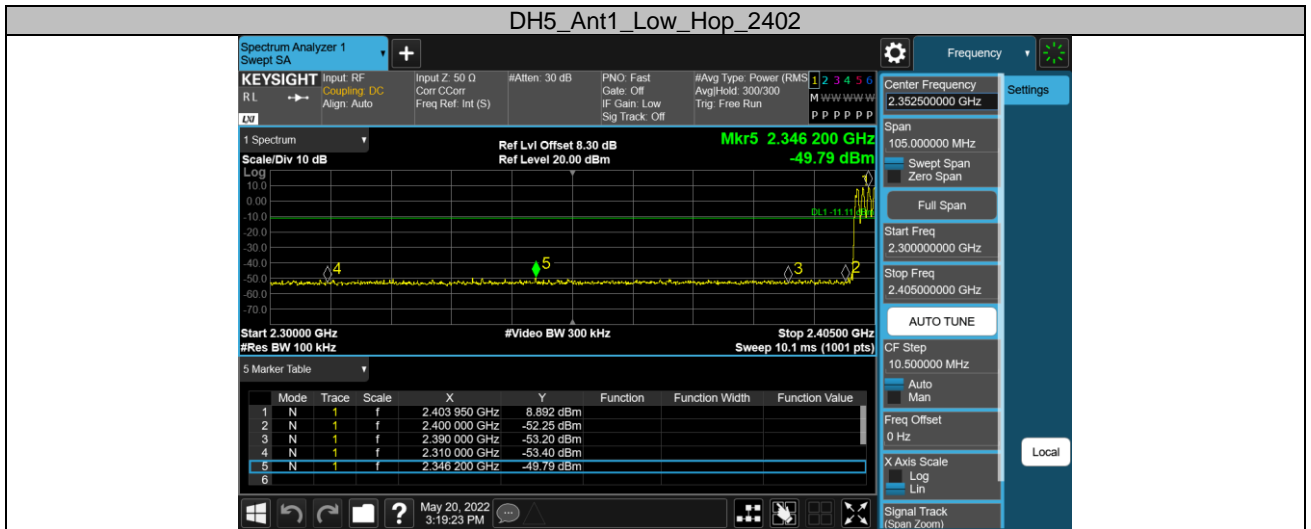 DH5_Ant1_Low_Hop_2402
Spectrum Analyzer 1
Swept SA
Frequency
KEYSIGHT
RL
LXI
Input: RF
Coupling: DC
Align: Auto
Input Z: 50 Ω
Corr CCorr
Freq Ref: Int (S)
#Atten: 30 dB
PNO: Fast
Gate: Off
IF Gain: Low
Sig Track: Off
#Avg Type: Power (RMS
Avg|Hold: 300/300
Trig: Free Run
1 2 3 4 5 6
M W W W W W
P P P P P P
1 Spectrum
Ref Lvl Offset 8.30 dB
Mkr5 2.346 200 GHz
Scale/Div 10 dB
Ref Level 20.00 dBm
-49.79 dBm
Log
10.0
0.00
-10.0
-20.0
-30.0
-40.0
-50.0
-60.0
-70.0
1
DL1 -11.11 dBm
4
5
3
2
Start 2.30000 GHz
#Video BW 300 kHz
Stop 2.40500 GHz
#Res BW 100 kHz
Sweep 10.1 ms (1001 pts)
5 Marker Table
Mode Trace Scale X Y Function Function Width Function Value
1 N 1 f 2.403 950 GHz 8.892 dBm
2 N 1 f 2.400 000 GHz -52.25 dBm
3 N 1 f 2.390 000 GHz -53.20 dBm
4 N 1 f 2.310 000 GHz -53.40 dBm
5 N 1 f 2.346 200 GHz -49.79 dBm
6
May 20, 2022
3:19:23 PM
Center Frequency
2.352500000 GHz
Settings
Span
105.000000 MHz
Swept Span
Zero Span
Full Span
Start Freq
2.300000000 GHz
Stop Freq
2.405000000 GHz
AUTO TUNE
CF Step
10.500000 MHz
Auto
Man
Freq Offset
0 Hz
Local
X Axis Scale
Log
Lin
Signal Track
(Span Zoom)